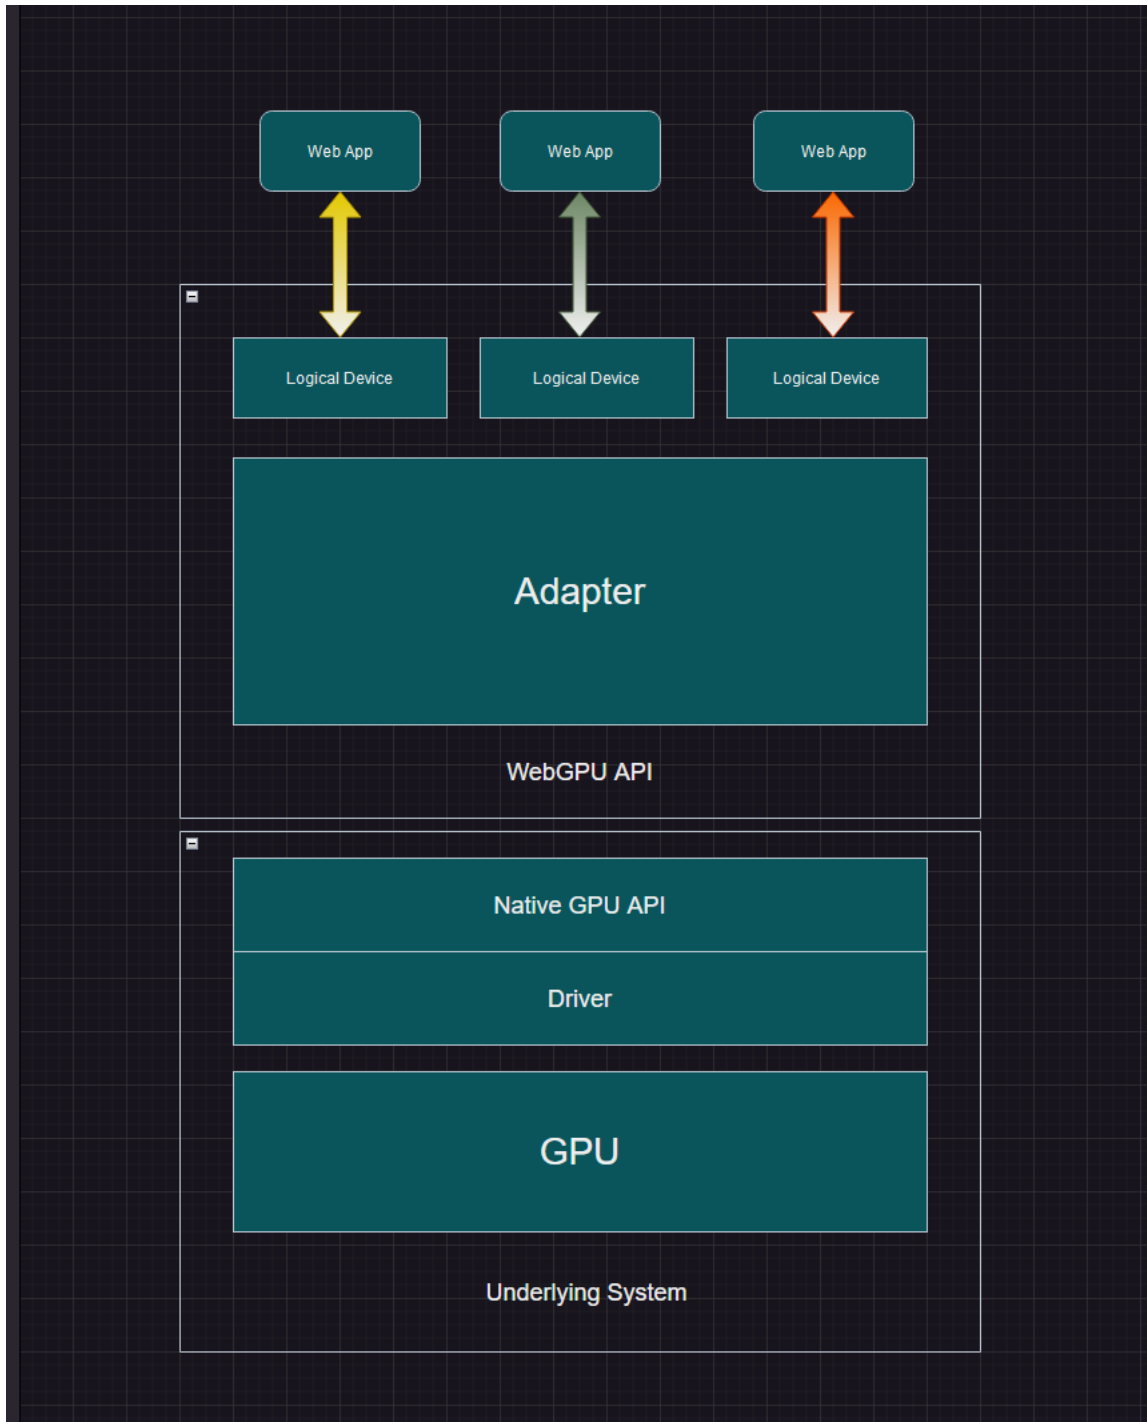 Web App
Web App
Web App
Logical Device
Logical Device
Logical Device
Adapter
WebGPU API
Native GPU API
Driver
GPU
Underlying System